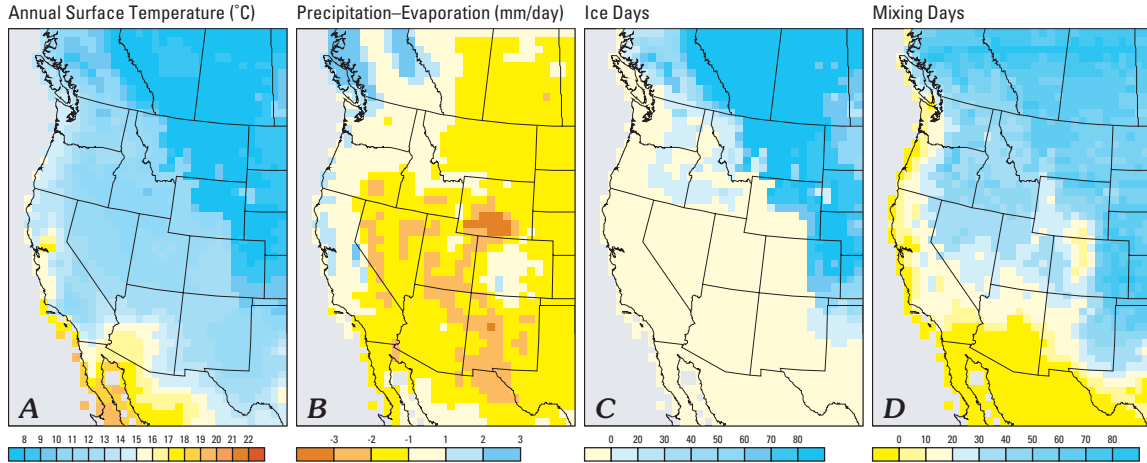 Annual Surface Temperature (˚C)
Precipitation–Evaporation (mm/day)
Ice Days
Mixing Days
A
B
C
D
8 9 10 11 12 13 14 15 16 17 18 19 20 21 22
-3 -2 -1 2 3
0 10 20 30 40 50 60 70 80
0 10 20 30 40 50 60 70 80